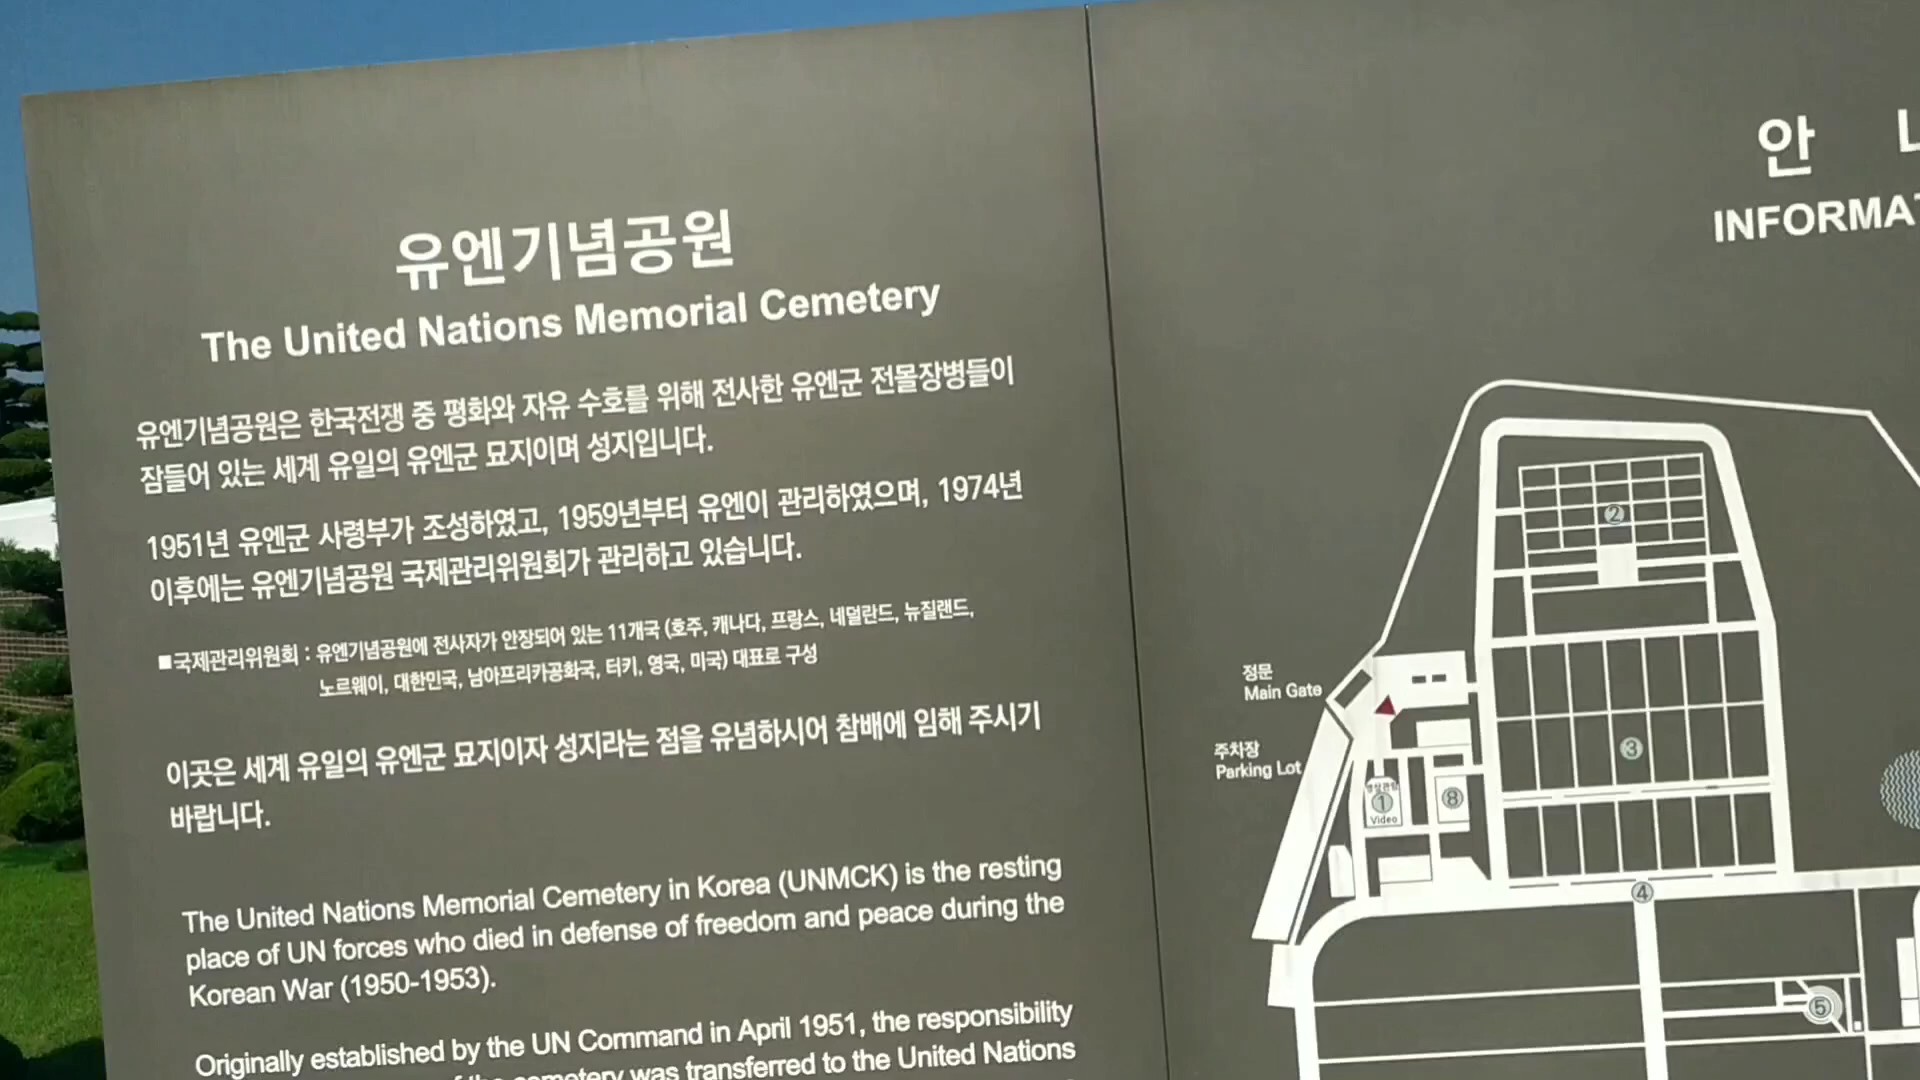 유엔기념공원
The United Nations Memorial Cemetery
유엔기념공원은 한국전쟁 중 평화와 자유 수호를 위해 전사한 유엔군 전몰장병들이
잠들어 있는 세계 유일의 유엔군 묘지이며 성지입니다.
1951년 유엔군 사령부가 조성하였고, 1959년부터 유엔이 관리하였으며, 1974년
이후에는 유엔기념공원 국제관리위원회가 관리하고 있습니다.
■국제관리위원회 : 유엔기념공원에 전사자가 안장되어 있는 11개국 (호주, 캐나다, 프랑스, 네덜란드, 뉴질랜드,
노르웨이, 대한민국, 남아프리카공화국, 터키, 영국, 미국) 대표로 구성
이곳은 세계 유일의 유엔군 묘지이자 성지라는 점을 유념하시어 참배에 임해 주시기
바랍니다.
The United Nations Memorial Cemetery in Korea (UNMCK) is the resting
place of UN forces who died in defense of freedom and peace during the
Korean War (1950-1953).
Originally established by the UN Command in April 1951, the responsibility
cemetery was transferred to the United Nations
안
INFORMAT
②
정문
Main Gate
③
주차장
Parking Lot
①
Video
⑧
④
⑤